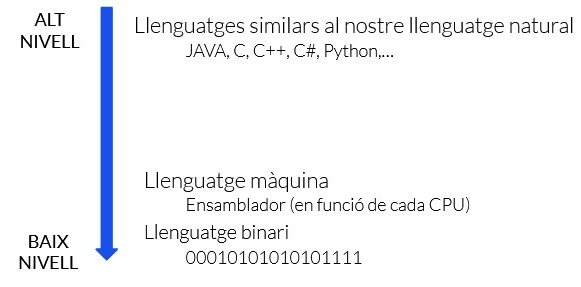 ALT
NIVELL
Llenguatges similars al nostre llenguatge natural
JAVA, C, C++, C#, Python,...
Llenguatge màquina
Ensamblador (en funció de cada CPU)
Llenguatge binari
00010101010101111
BAIX
NIVELL